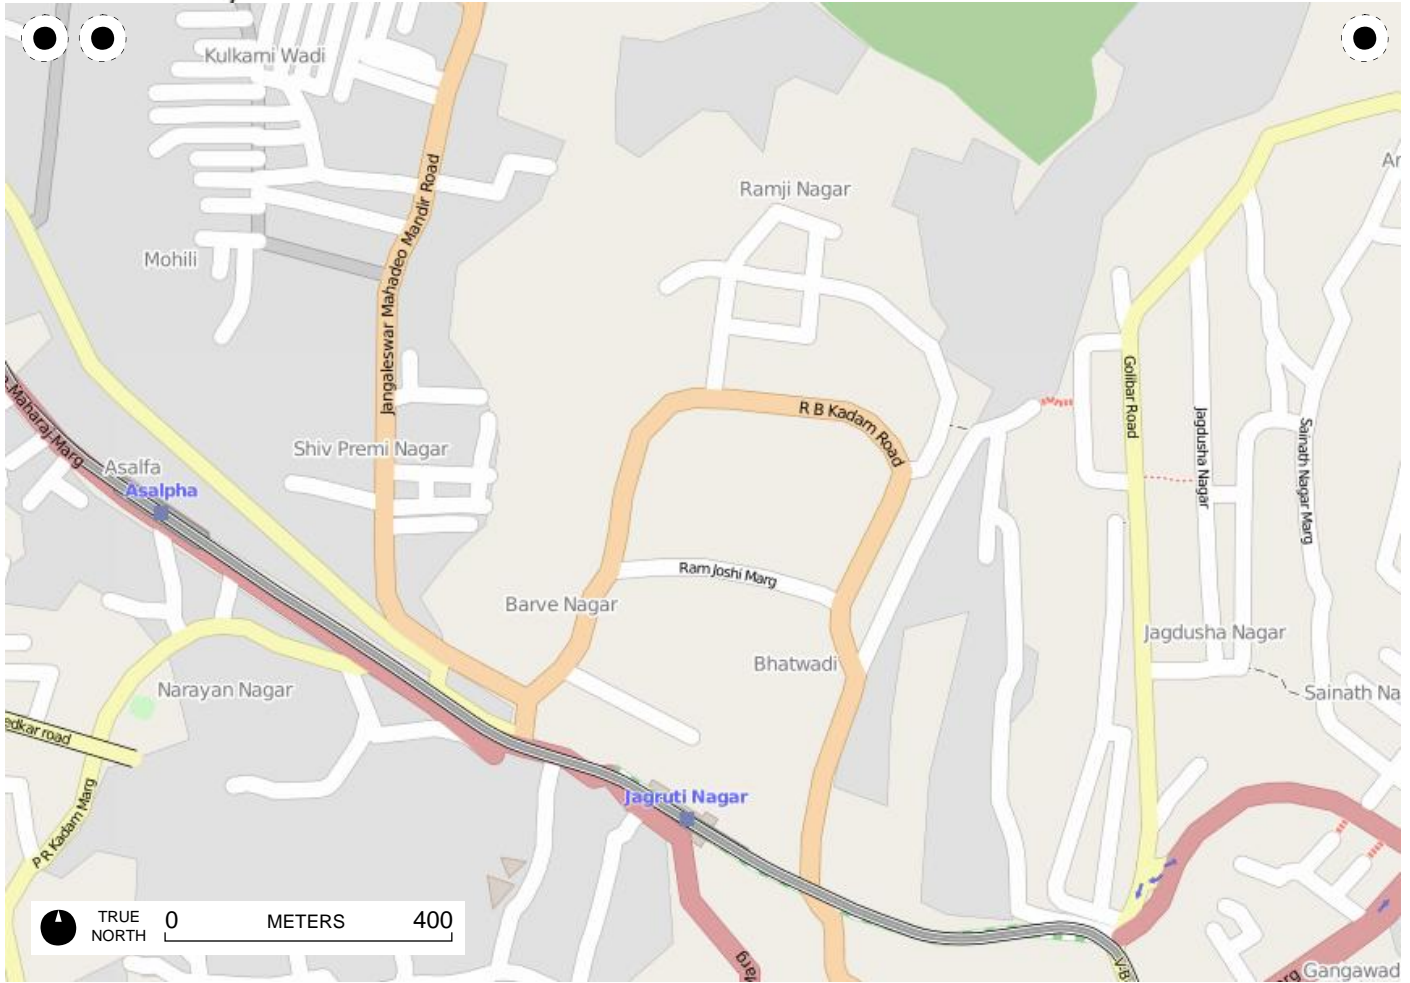 Kulkami Wadi
Jangaleswar Mahadeo Mandir Road
Ramji Nagar
Mohili
Maharaj Marg
Asalfa
Asalpha
Shiv Premi Nagar
R B Kadam Road
Golibar Road
Jagdusha Nagar
Sainath Nagar Marg
Ram Joshi Marg
Barve Nagar
Bhatwadi
Jagdusha Nagar
Narayan Nagar
Sainath Na
edkar road
P R Kadam Marg
Jagruti Nagar
TRUE
NORTH
0 METERS 400
Marg
V-B
Gangawad